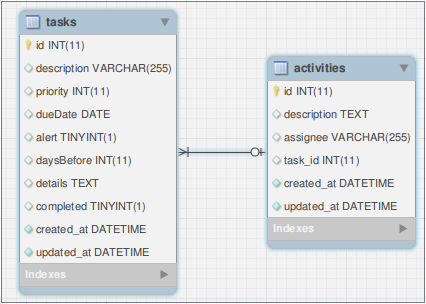 tasks
id INT(11)
description VARCHAR(255)
priority INT(11)
dueDate DATE
alert TINYINT(1)
daysBefore INT(11)
details TEXT
completed TINYINT(1)
created_at DATETIME
updated_at DATETIME
Indexes
activities
id INT(11)
description TEXT
assignee VARCHAR(255)
task_id INT(11)
created_at DATETIME
updated_at DATETIME
Indexes